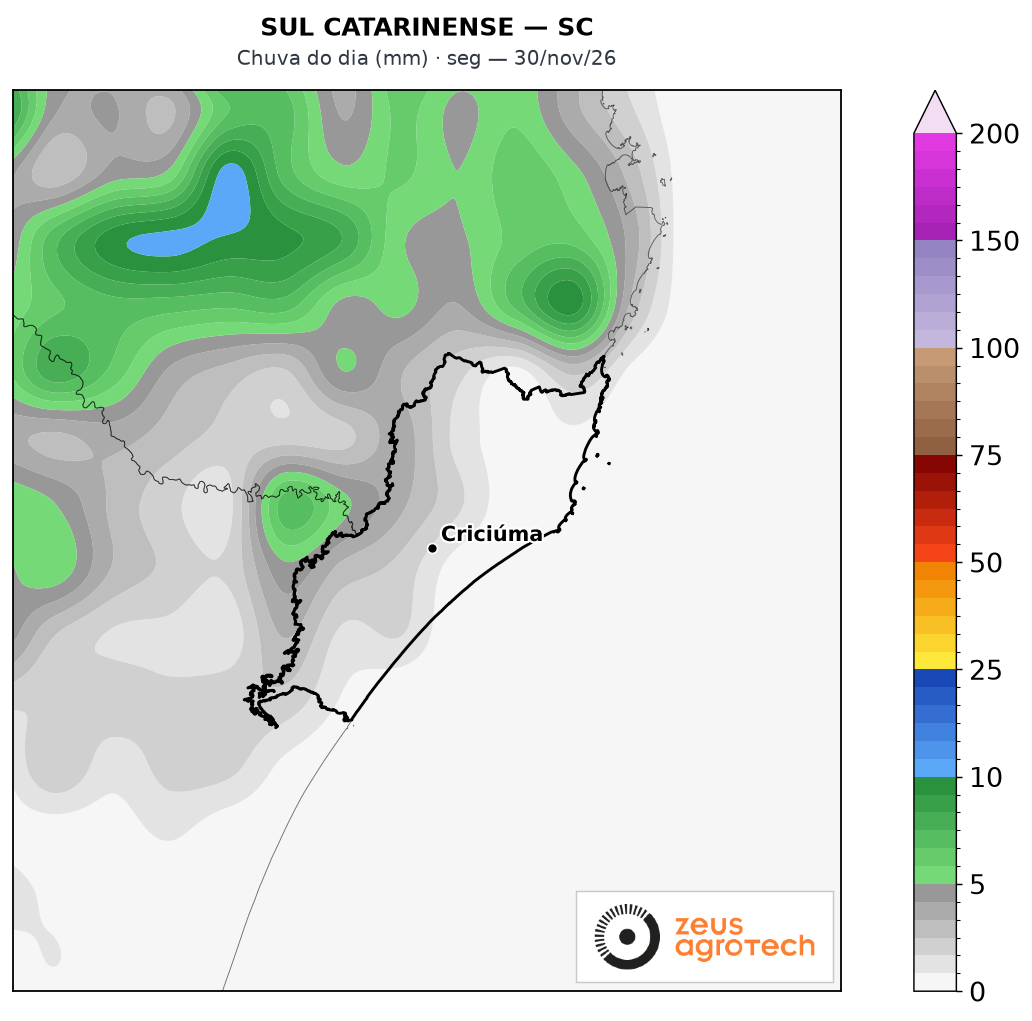 SUL CATARINENSE — SC
Chuva do dia (mm) · seg — 30/nov/26
200
150
100
75
50
25
10
5
0
Criciúma
zeus
agrotech